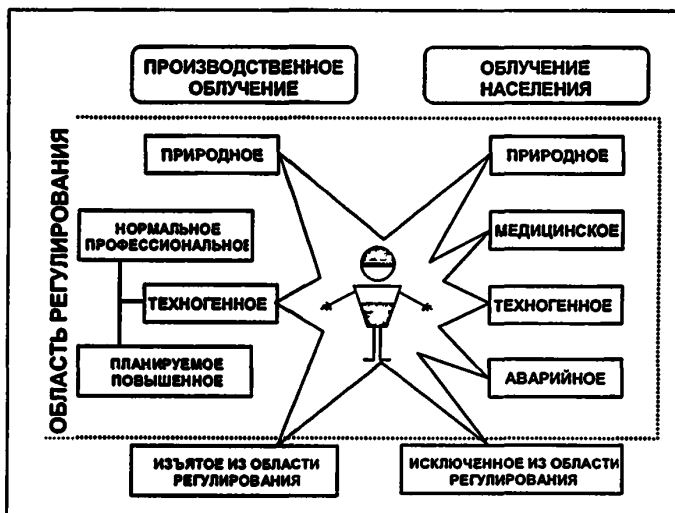 ПРОИЗВОДСТВЕННОЕ
ОБЛУЧЕНИЕ
ОБЛУЧЕНИЕ
НАСЕЛЕНИЯ
ОБЛАСТЬ РЕГУЛИРОВАНИЯ
ПРИРОДНОЕ
ПРИРОДНОЕ
НОРМАЛЬНОЕ
ПРОФЕССИОНАЛЬНОЕ
МЕДИЦИНСКОЕ
ТЕХНОГЕННОЕ
ТЕХНОГЕННОЕ
ПЛАНИРУЕМОЕ
ПОВЫШЕННОЕ
АВАРИЙНОЕ
ИЗЪЯТОЕ ИЗ ОБЛАСТИ
РЕГУЛИРОВАНИЯ
ИСКЛЮЧЕННОЕ ИЗ ОБЛАСТИ
РЕГУЛИРОВАНИЯ